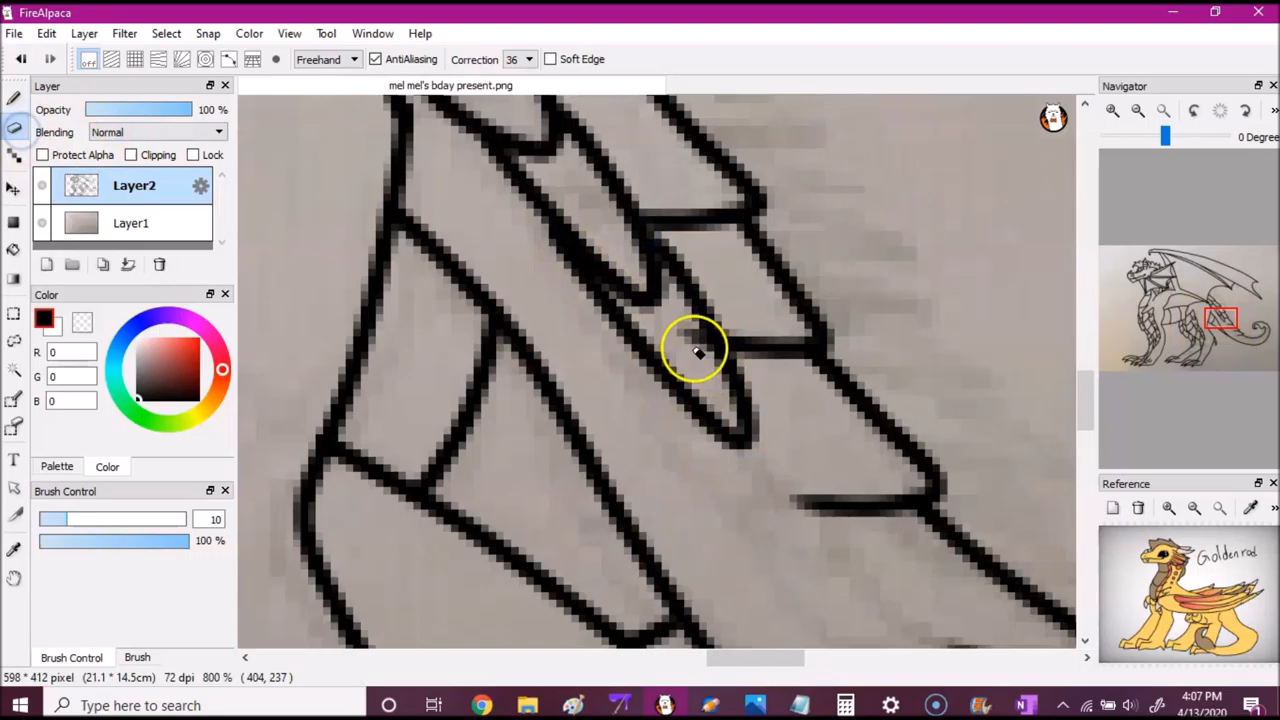 FireAlpaca
File Edit Layer Filter Select Snap Color View Tool Window Help
off Freehand AntiAliasing Correction 36 Soft Edge
Layer
mel mel's bday present.png
Navigator
Opacity 100 %
Blending Normal
0 Degree
Protect Alpha Clipping Lock
Layer2
Layer1
Color
R 0
G 0
B 0
Palette Color
Brush Control
10
100 %
Reference
Goldenrod
Brush Control Brush
598 * 412 pixel (21.1 * 14.5cm) 72 dpi 800 % ( 404, 237 )
Type here to search
4:07 PM
4/13/2020